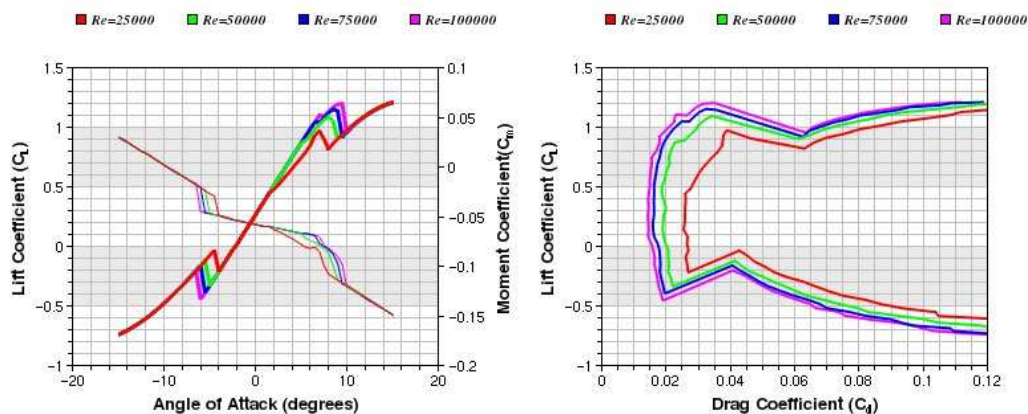 Re=25000 Re=50000 Re=75000 Re=100000
1.5
1
0.5
0
−0.5
−1
Lift Coefficient (CL)
0.1
0.05
0
−0.05
−0.1
−0.15
−0.2
Moment Coefficient(Cm)
−20 −10 0 10 20
Angle of Attack (degrees)
Re=25000 Re=50000 Re=75000 Re=100000
1.5
1
0.5
0
−0.5
−1
Lift Coefficient (CL)
0 0.02 0.04 0.06 0.08 0.1 0.12
Drag Coefficient (Cd)